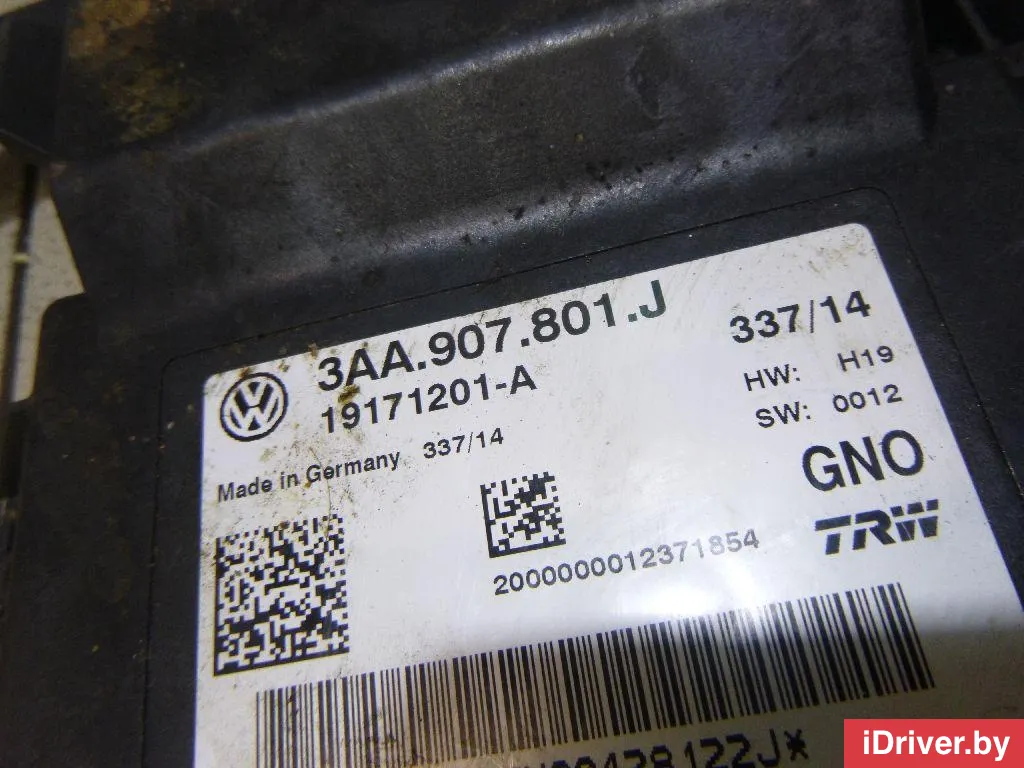 3AA.907.801.J 337/14
19171201-A HW: H19
SW: 0012
Made in Germany 337/14
GNO
TRW
2000000012371854
iDriver.by